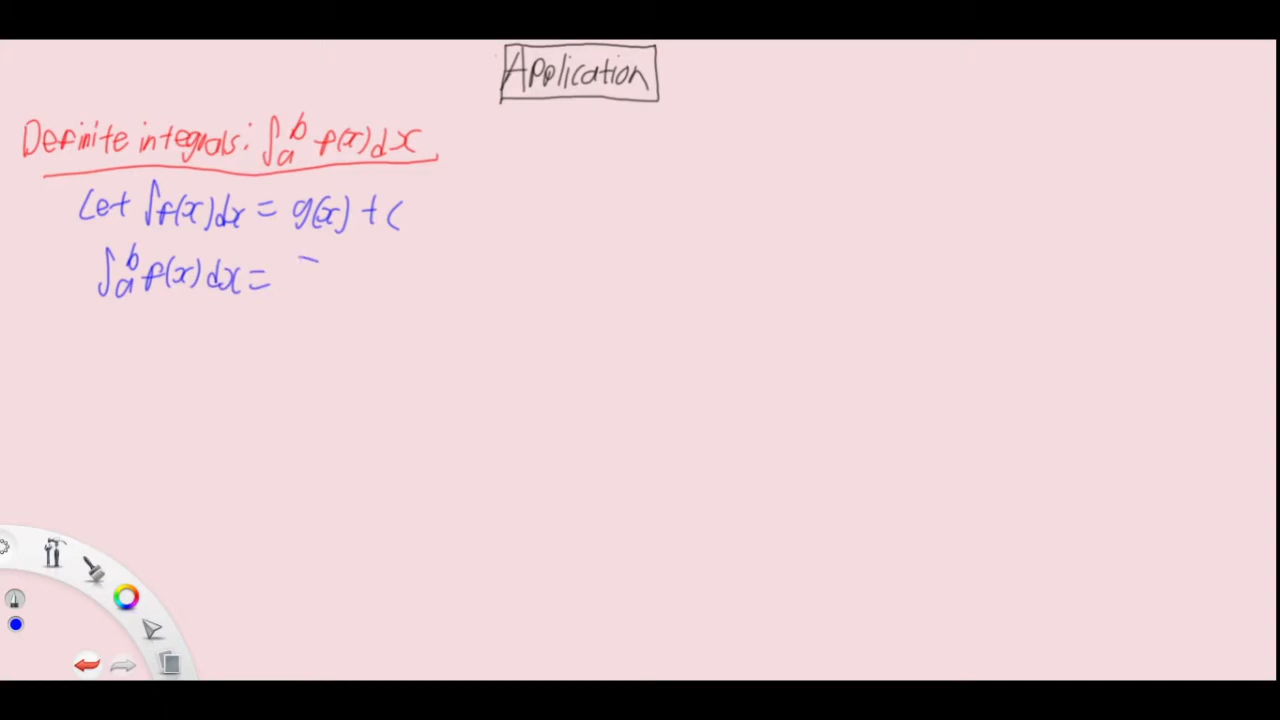 Application
Definite integrals: ∫ₐᵇ f(x)dx
Let ∫f(x)dx = g(x) + C
∫ₐᵇ f(x)dx =